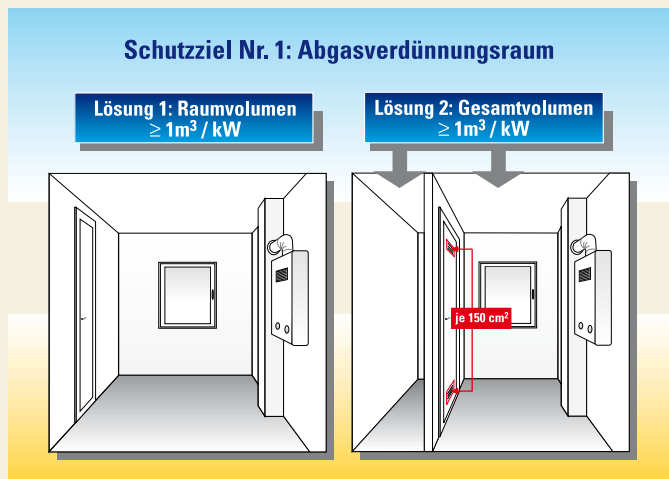 Schutzziel Nr. 1: Abgasverdünnungsraum
Lösung 1: Raumvolumen
≥ 1m³ / kW
Lösung 2: Gesamtvolumen
≥ 1m³ / kW
je 150 cm²